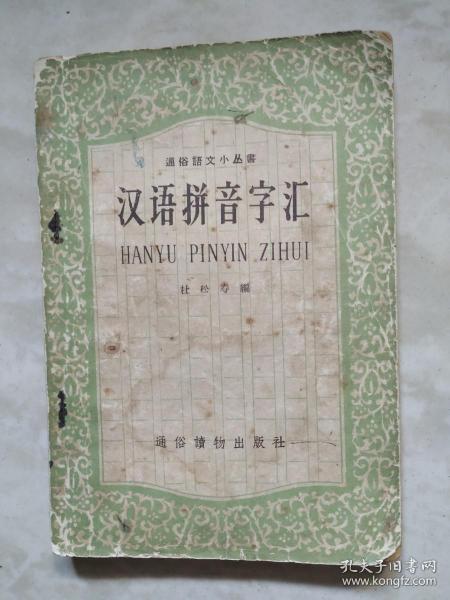 通俗語文小丛書
汉语拼音字汇
HANYU PINYIN ZIHUI
杜松寿編
通俗讀物出版社
孔夫子旧书网
www.kongfz.com